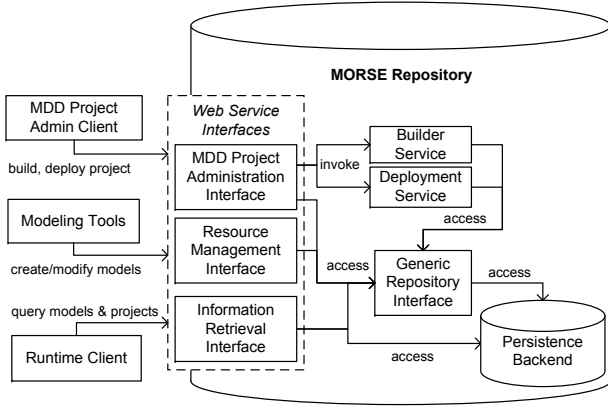 MORSE Repository
MDD Project
Admin Client
build, deploy project
Web Service
Interfaces
MDD Project
Administration
Interface
invoke
Builder
Service
Deployment
Service
access
Modeling Tools
create/modify models
Resource
Management
Interface
access
Generic
Repository
Interface
access
query models & projects
Runtime Client
Information
Retrieval
Interface
access
Persistence
Backend